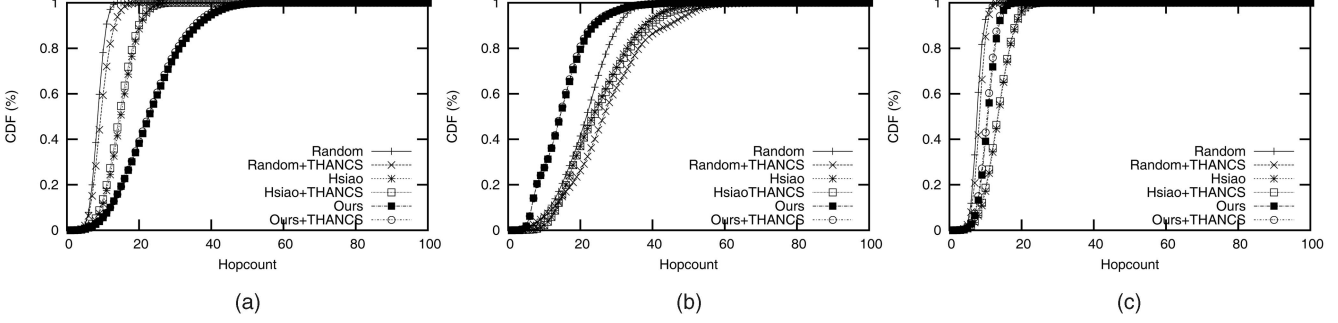 1
0.8
0.6
0.4
0.2
0
CDF (%)
0 20 40 60 80 100
Hopcount
Random
Random+THANCS
Hsiao
Hsiao+THANCS
Ours
Ours+THANCS
(a)
1
0.8
0.6
0.4
0.2
0
CDF (%)
0 20 40 60 80 100
Hopcount
Random
Random+THANCS
Hsiao
HsiaoTHANCS
Ours
Ours+THANCS
(b)
1
0.8
0.6
0.4
0.2
0
CDF (%)
0 20 40 60 80 100
Hopcount
Random
Random+THANCS
Hsiao
Hsiao+THANCS
Ours
Ours+THANCS
(c)